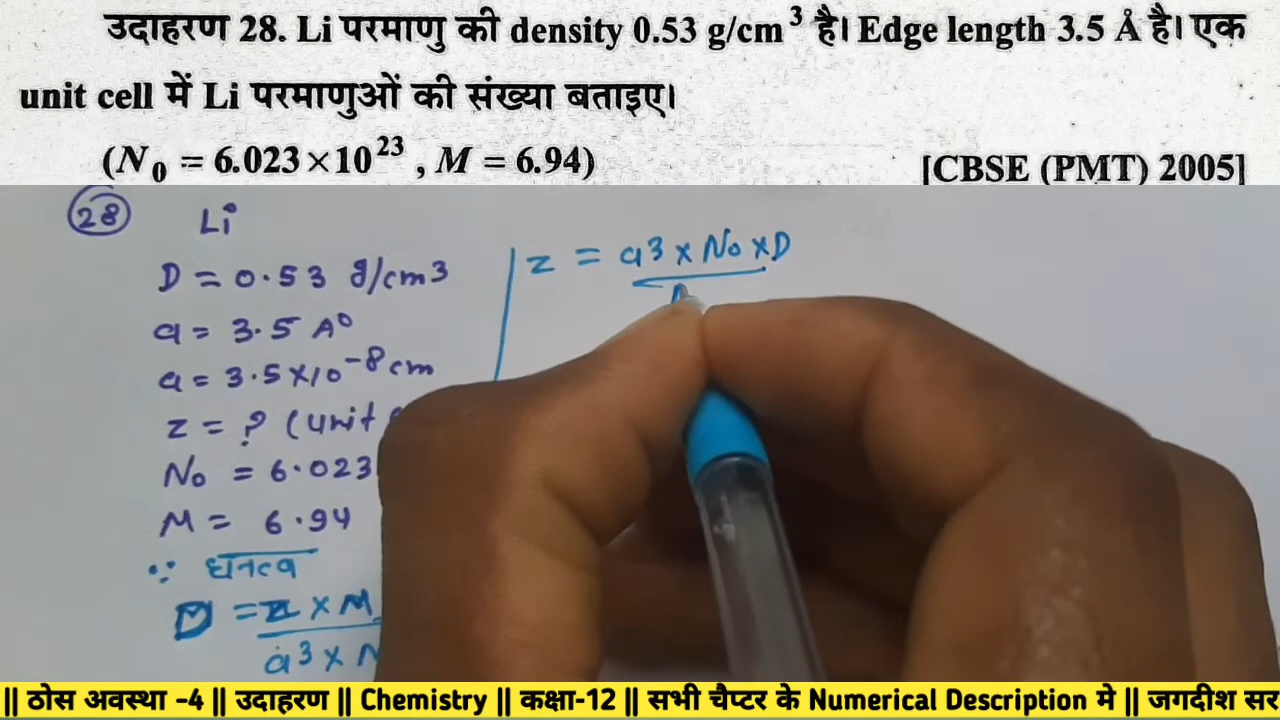 उदाहरण 28. Li परमाणु की density 0.53 g/cm³ है। Edge length 3.5 Å है। एक
unit cell में Li परमाणुओं की संख्या बताइए।
(N₀ = 6.023×10²³, M = 6.94)
[CBSE (PMT) 2005]
28 Li
D = 0.53 g/cm3
a = 3.5 A⁰
a = 3.5×10⁻⁸ cm
z = ? (unit
N₀ = 6.023
M = 6.94
∵ घनत्व
D = z × M
a³ ×
z = a³ × N₀ × D
|| ठोस अवस्था -4 || उदाहरण || Chemistry || कक्षा-12 || सभी चैप्टर के Numerical Description मे || जगदीश सर